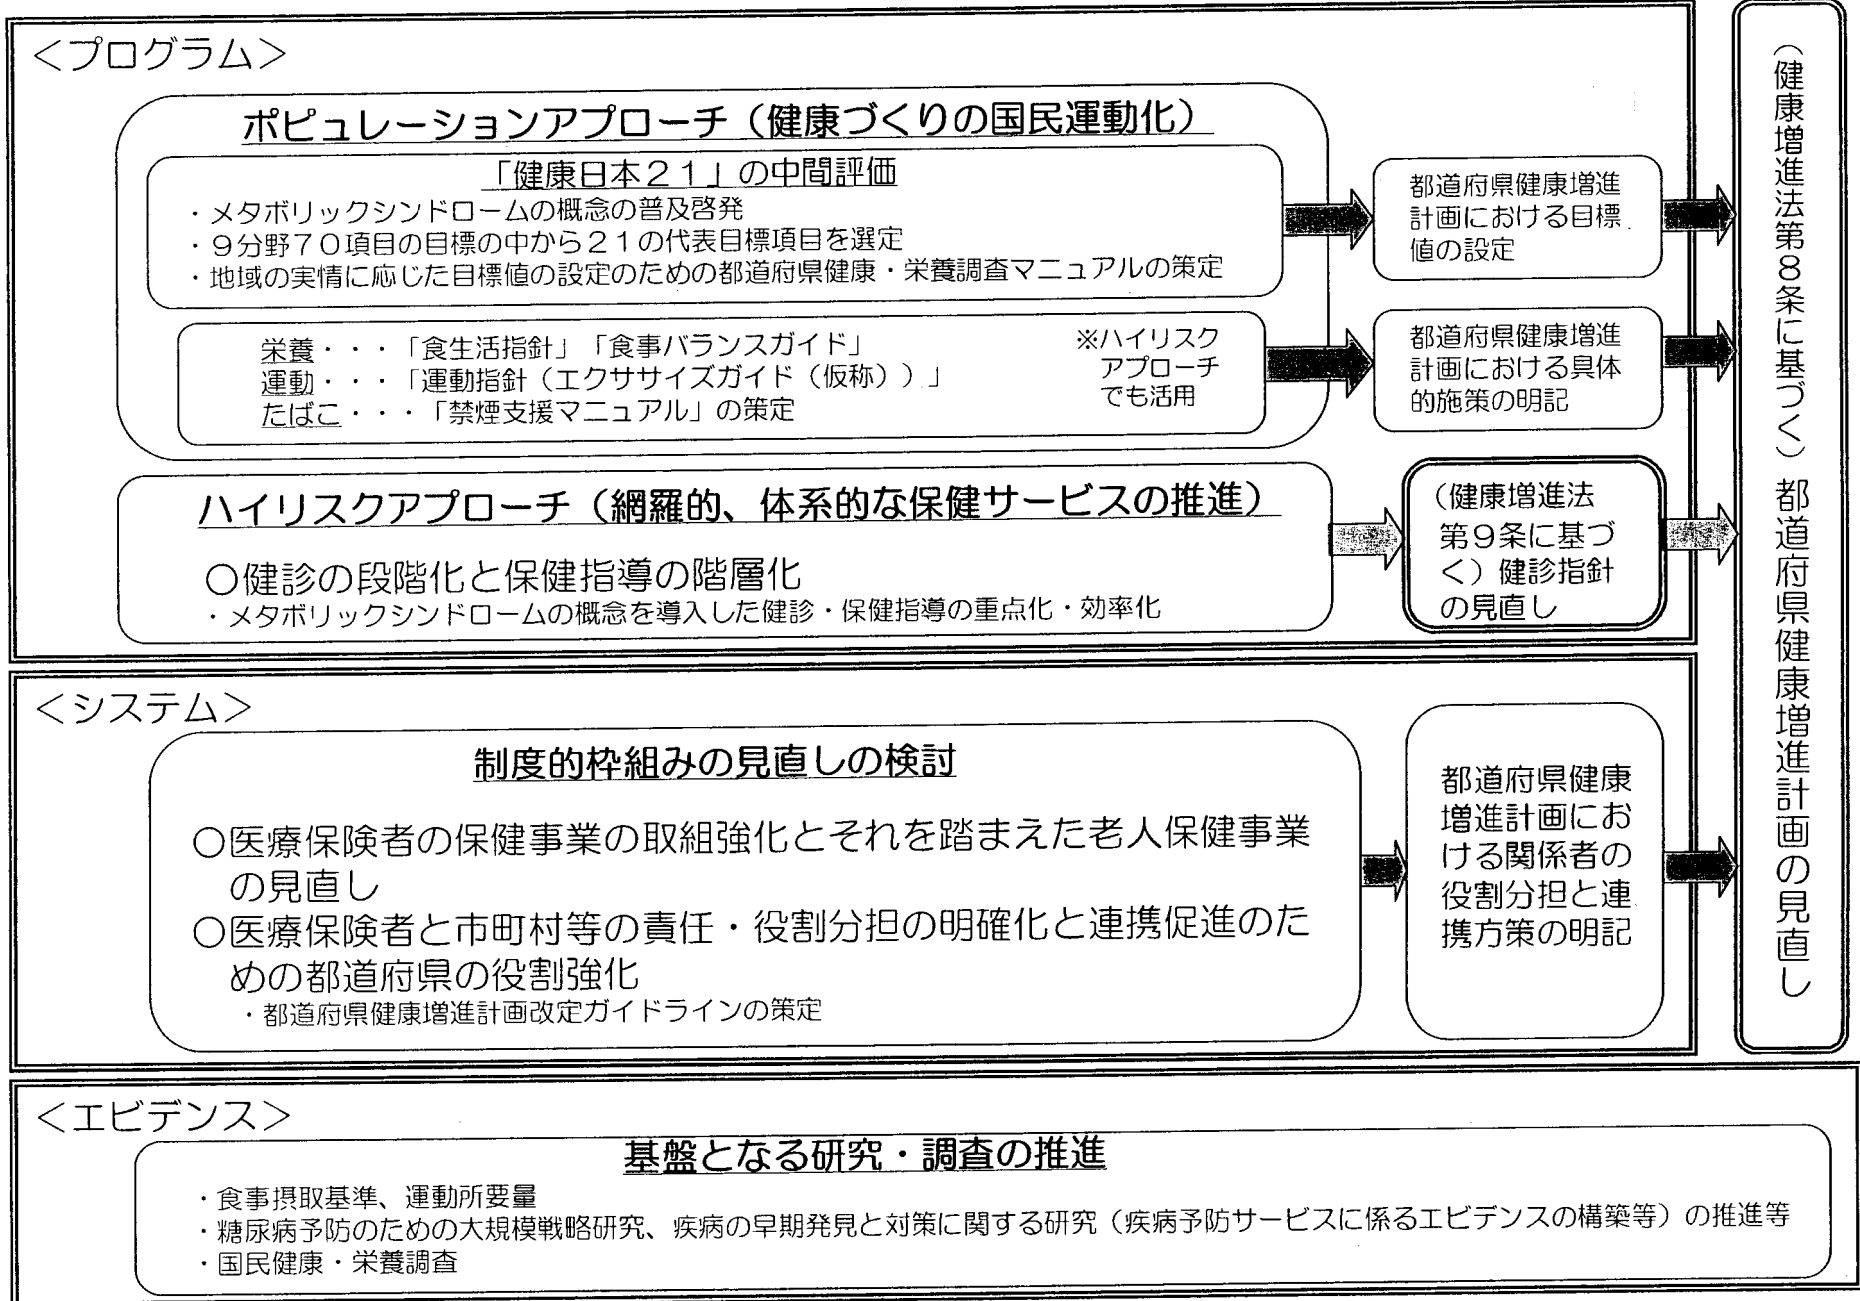 ＜プログラム＞
ポピュレーションアプローチ（健康づくりの国民運動化）
「健康日本２１」の中間評価
・メタボリックシンドロームの概念の普及啓発
・９分野７０項目の目標の中から２１の代表目標項目を選定
・地域の実情に応じた目標値の設定のための都道府県健康・栄養調査マニュアルの策定
都道府県健康増進
計画における目標
値の設定
栄養・・・「食生活指針」「食事バランスガイド」
運動・・・「運動指針（エクササイズガイド（仮称））」
たばこ・・・「禁煙支援マニュアル」の策定
※ハイリスク
アプローチ
でも活用
都道府県健康増進
計画における具体
的施策の明記
ハイリスクアプローチ（網羅的、体系的な保健サービスの推進）
○健診の段階化と保健指導の階層化
・メタボリックシンドロームの概念を導入した健診・保健指導の重点化・効率化
（健康増進法
第９条に基づ
く）健診指針
の見直し
＜システム＞
制度的枠組みの見直しの検討
○医療保険者の保健事業の取組強化とそれを踏まえた老人保健事業
の見直し
○医療保険者と市町村等の責任・役割分担の明確化と連携促進のた
めの都道府県の役割強化
・都道府県健康増進計画改定ガイドラインの策定
都道府県健康
増進計画にお
ける関係者の
役割分担と連
携方策の明記
（健康増進法第８条に基づく）都道府県健康増進計画の見直し
＜エビデンス＞
基盤となる研究・調査の推進
・食事摂取基準、運動所要量
・糖尿病予防のための大規模戦略研究、疾病の早期発見と対策に関する研究（疾病予防サービスに係るエビデンスの構築等）の推進等
・国民健康・栄養調査